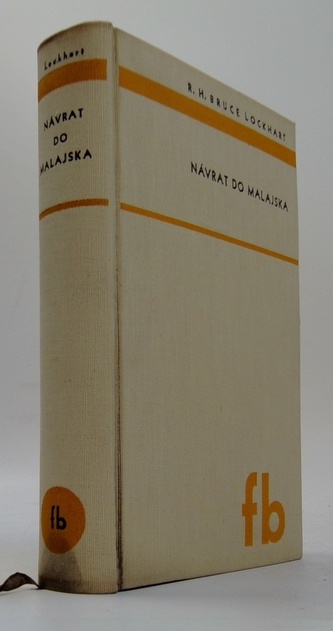 Lockhart
NÁVRAT
DO
MALAJSKA
fb
R. H. BRUCE LOCKHART
NÁVRAT DO MALAJSKA
fb